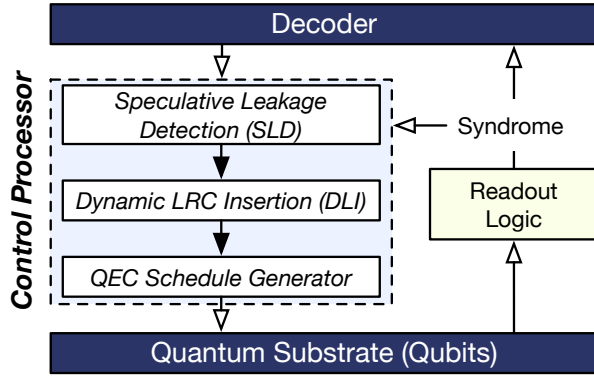 Decoder
Control Processor
Speculative Leakage
Detection (SLD)
Syndrome
Dynamic LRC Insertion (DLI)
Readout
Logic
QEC Schedule Generator
Quantum Substrate (Qubits)